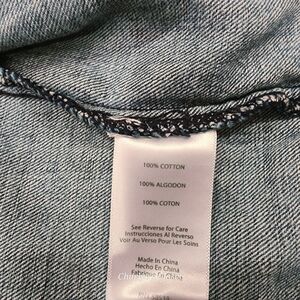 100% COTTON
100% ALGODON
100% COTON
See Reverse for Care
Instrucciones Al Reverso
Voir Au Verso Pour Les Soins
Made In China
Hecho En China
Fabriqué En Chine